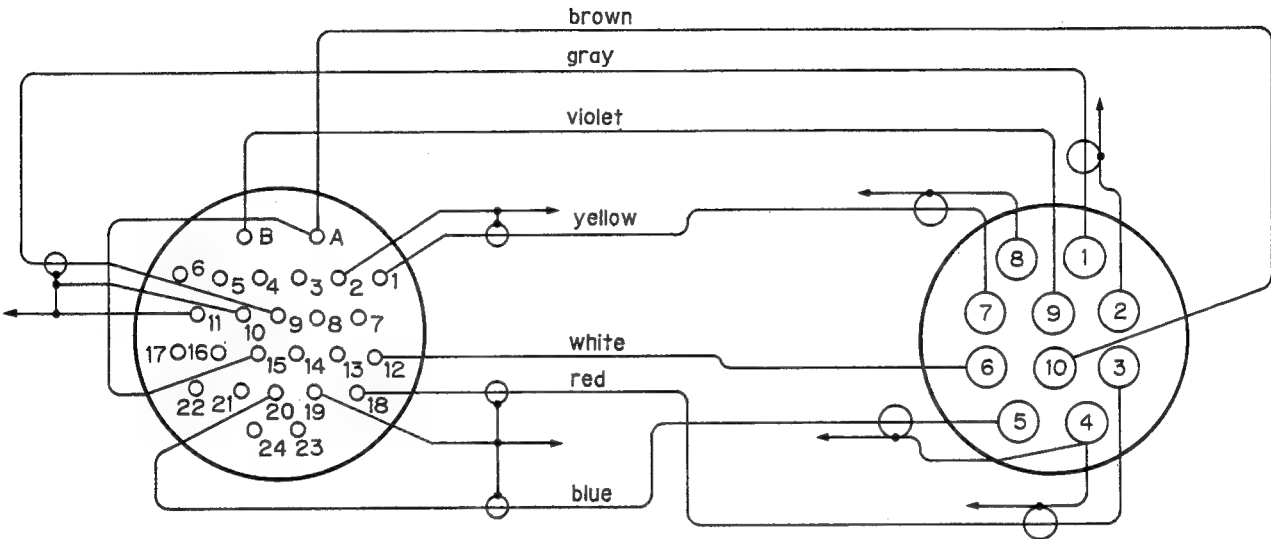 brown
gray
violet
yellow
B A
8 1
6 5 4 3 2 1
7 9 2
11 10 9 8 7
white
17 16 15 14 13 12
6 10 3
red
22 21 20 19 18
5 4
24 23
blue